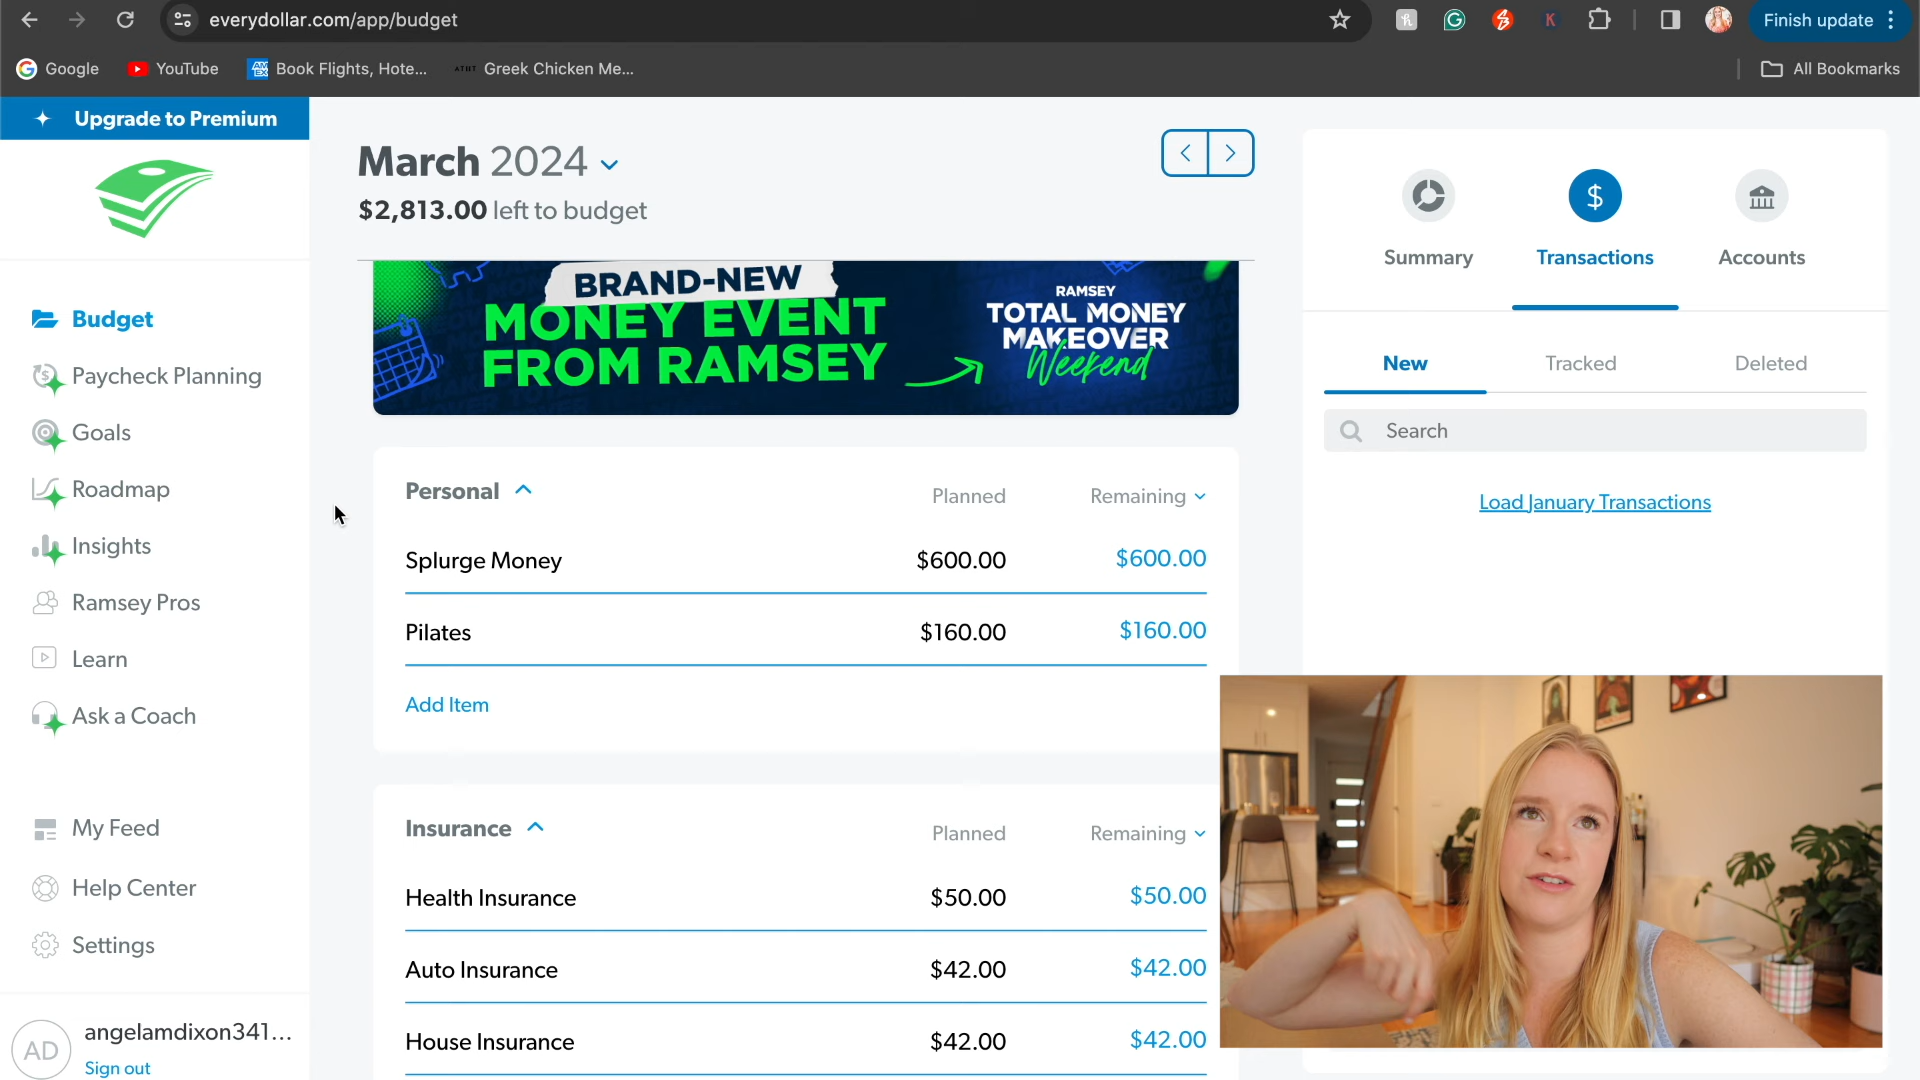 everydollar.com/app/budget
Finish update
Google
YouTube
Book Flights, Hote...
Greek Chicken Me...
All Bookmarks
Upgrade to Premium
Budget
Paycheck Planning
Goals
Roadmap
Insights
Ramsey Pros
Learn
Ask a Coach
My Feed
Help Center
Settings
AD
angelamdixon341...
Sign out
March 2024
$2,813.00 left to budget
BRAND-NEW
MONEY EVENT
FROM RAMSEY
RAMSEY
TOTAL MONEY
MAKEOVER
Weekend
Personal Planned Remaining
Splurge Money $600.00 $600.00
Pilates $160.00 $160.00
Add Item
Insurance Planned Remaining
Health Insurance $50.00 $50.00
Auto Insurance $42.00 $42.00
House Insurance $42.00 $42.00
Summary
Transactions
Accounts
New
Tracked
Deleted
Search
Load January Transactions